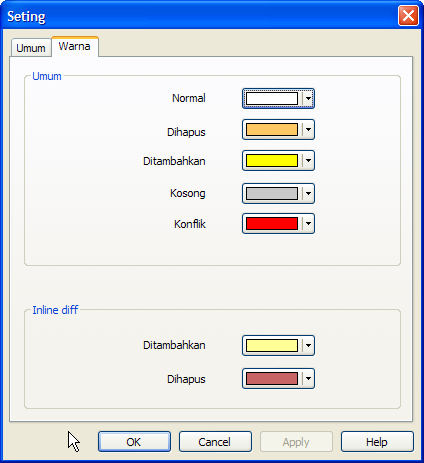 Seting
Umum
Warna
Umum
Normal
Dihapus
Ditambahkan
Kosong
Konflik
Inline diff
Ditambahkan
Dihapus
OK
Cancel
Apply
Help